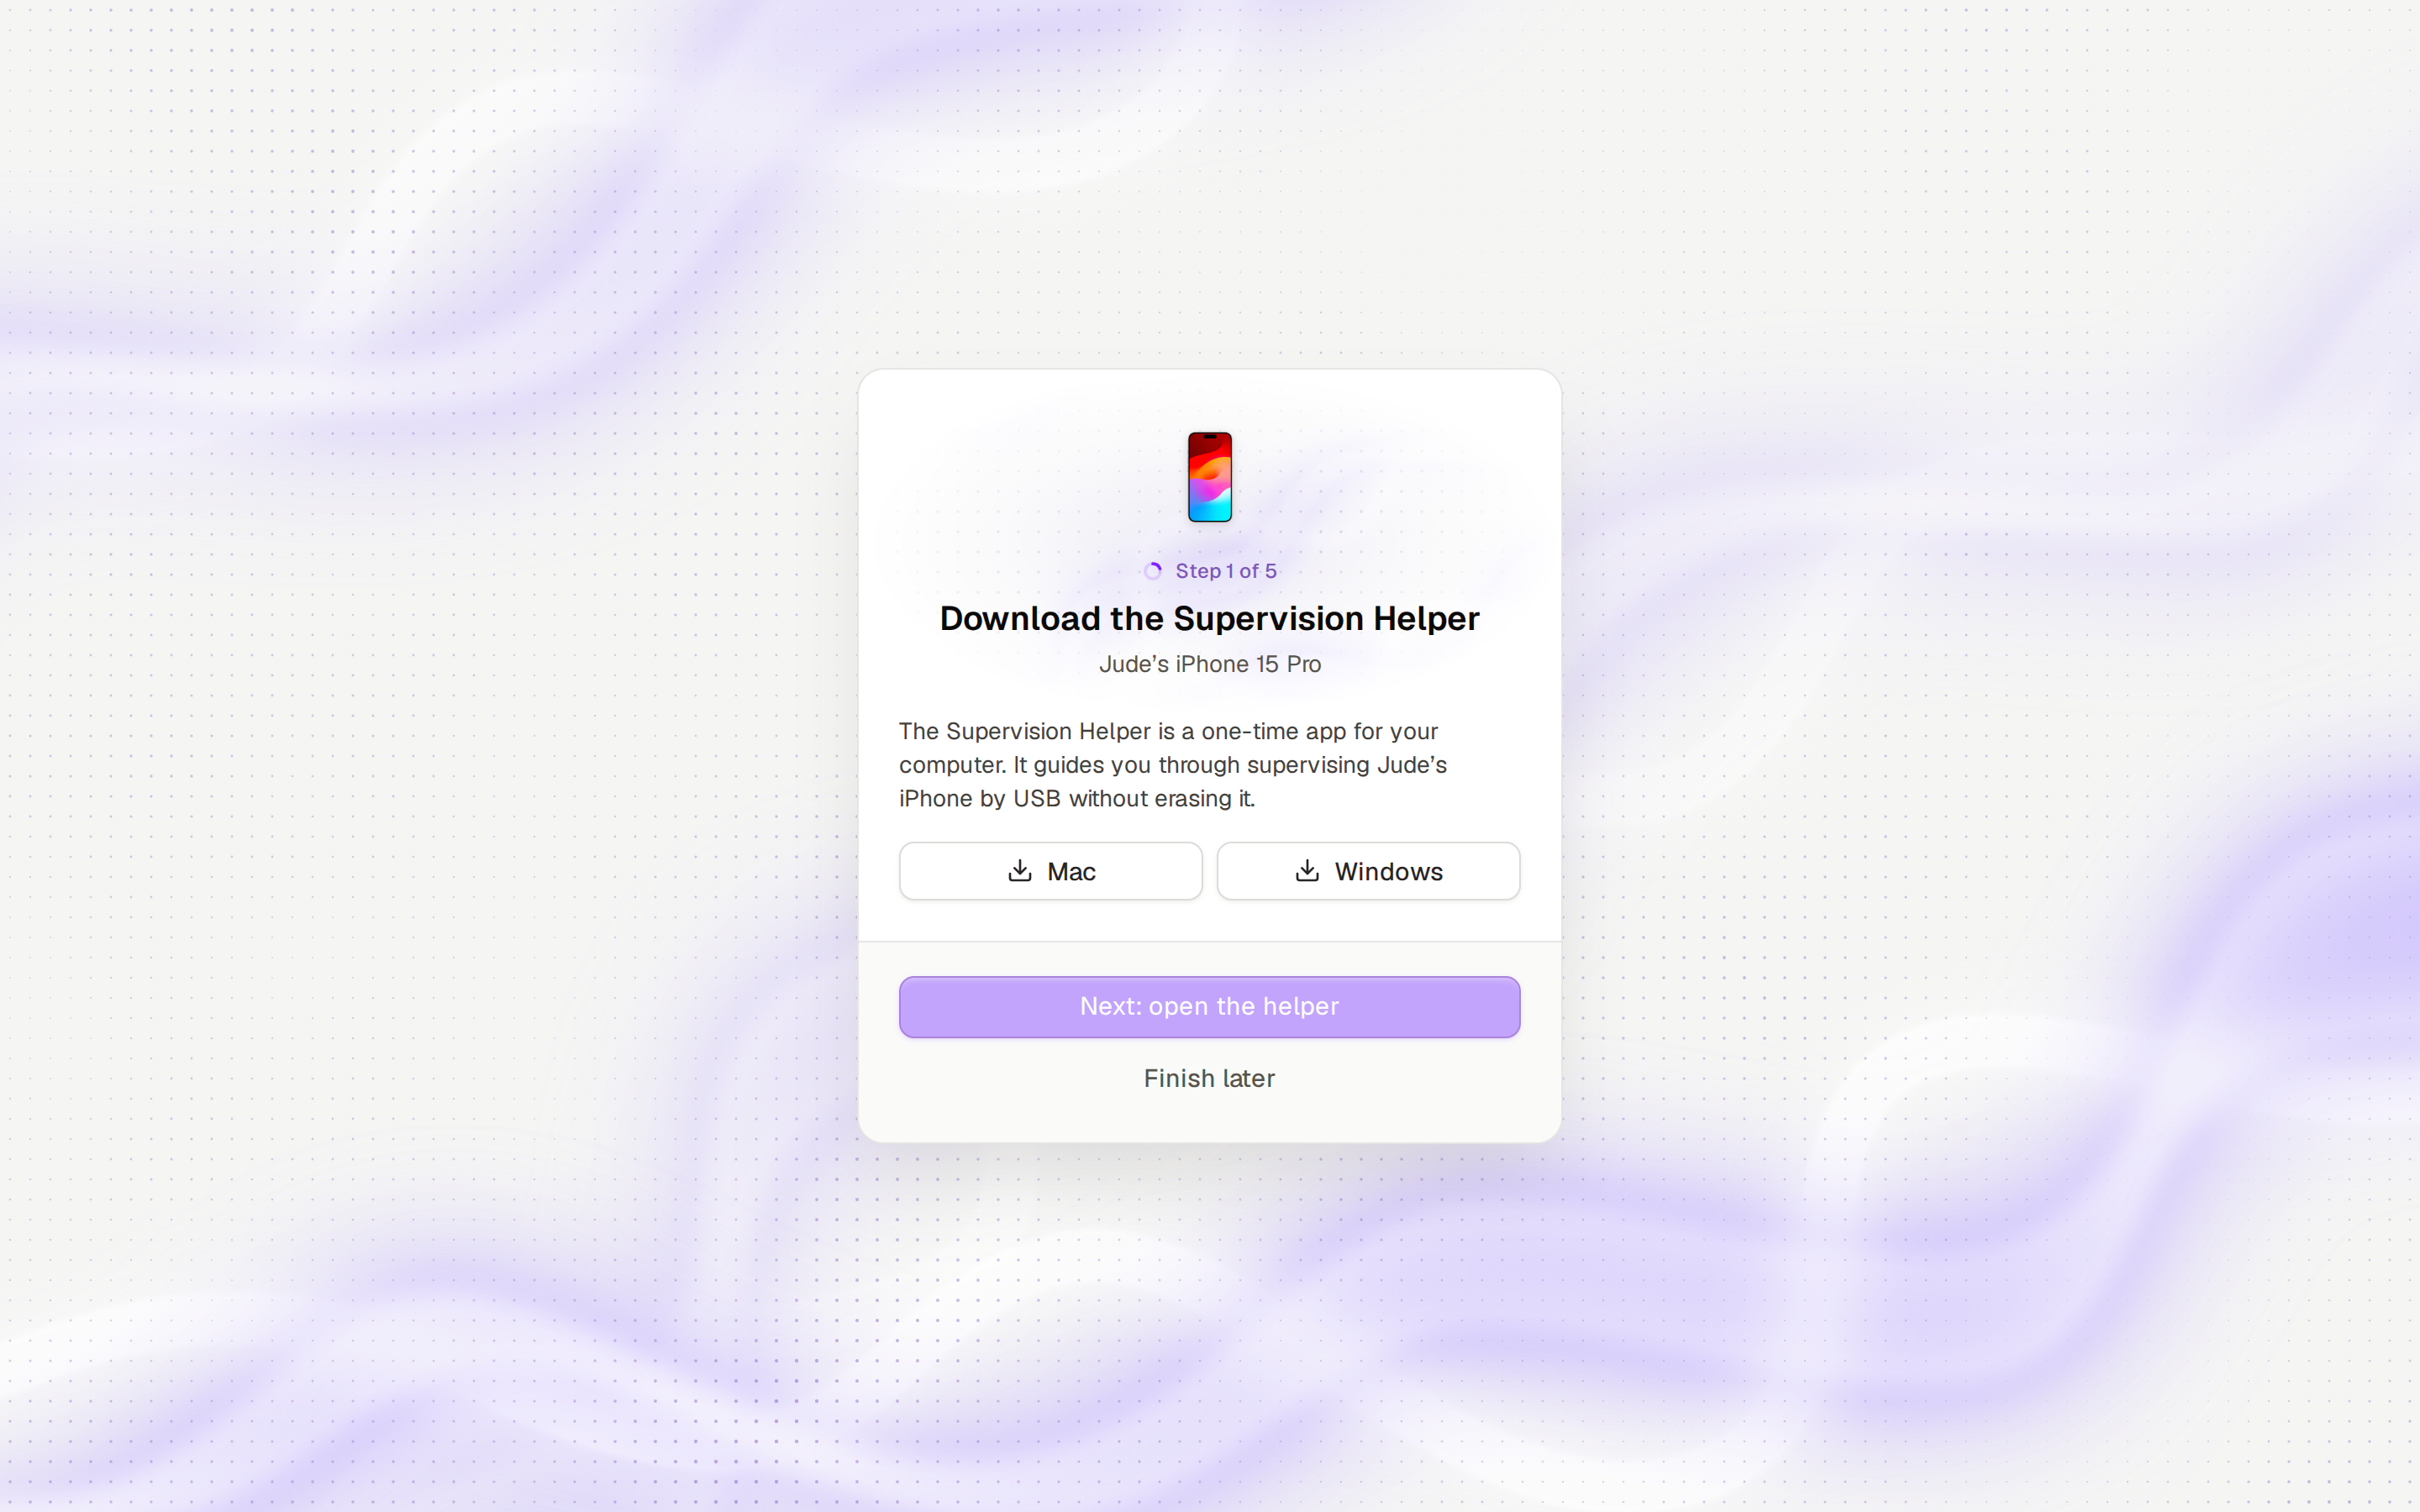 Step 1 of 5
Download the Supervision Helper
Jude’s iPhone 15 Pro
The Supervision Helper is a one-time app for your
computer. It guides you through supervising Jude’s
iPhone by USB without erasing it.
Mac
Windows
Next: open the helper
Finish later